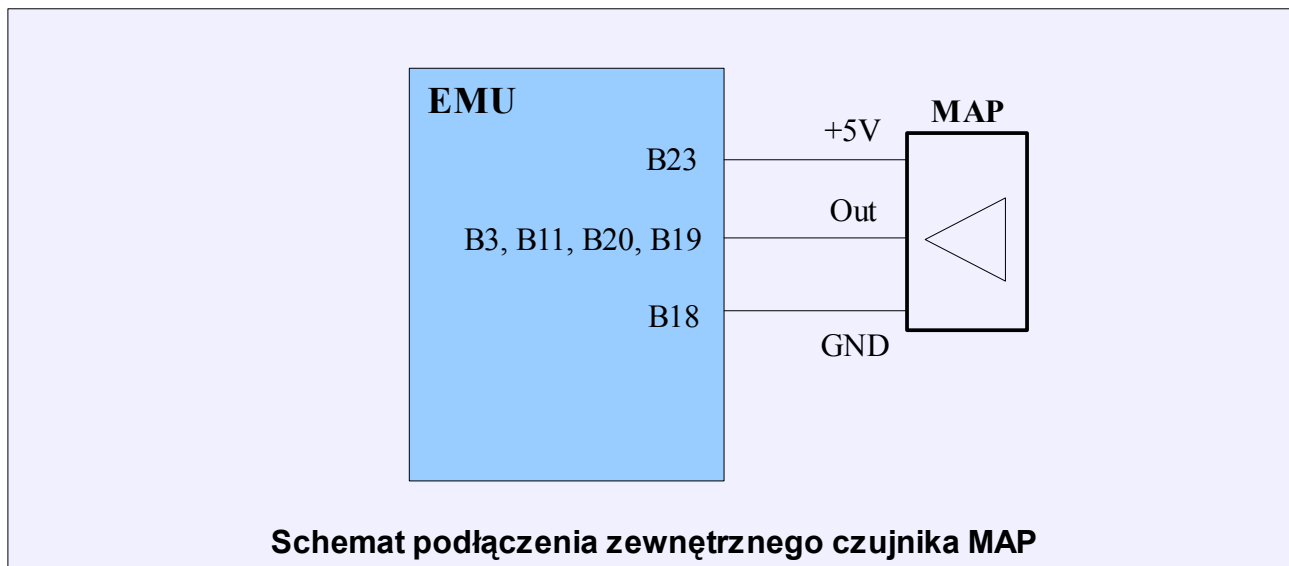 EMU
MAP
+5V
B23
Out
B3, B11, B20, B19
B18
GND
Schemat podłączenia zewnętrznego czujnika MAP